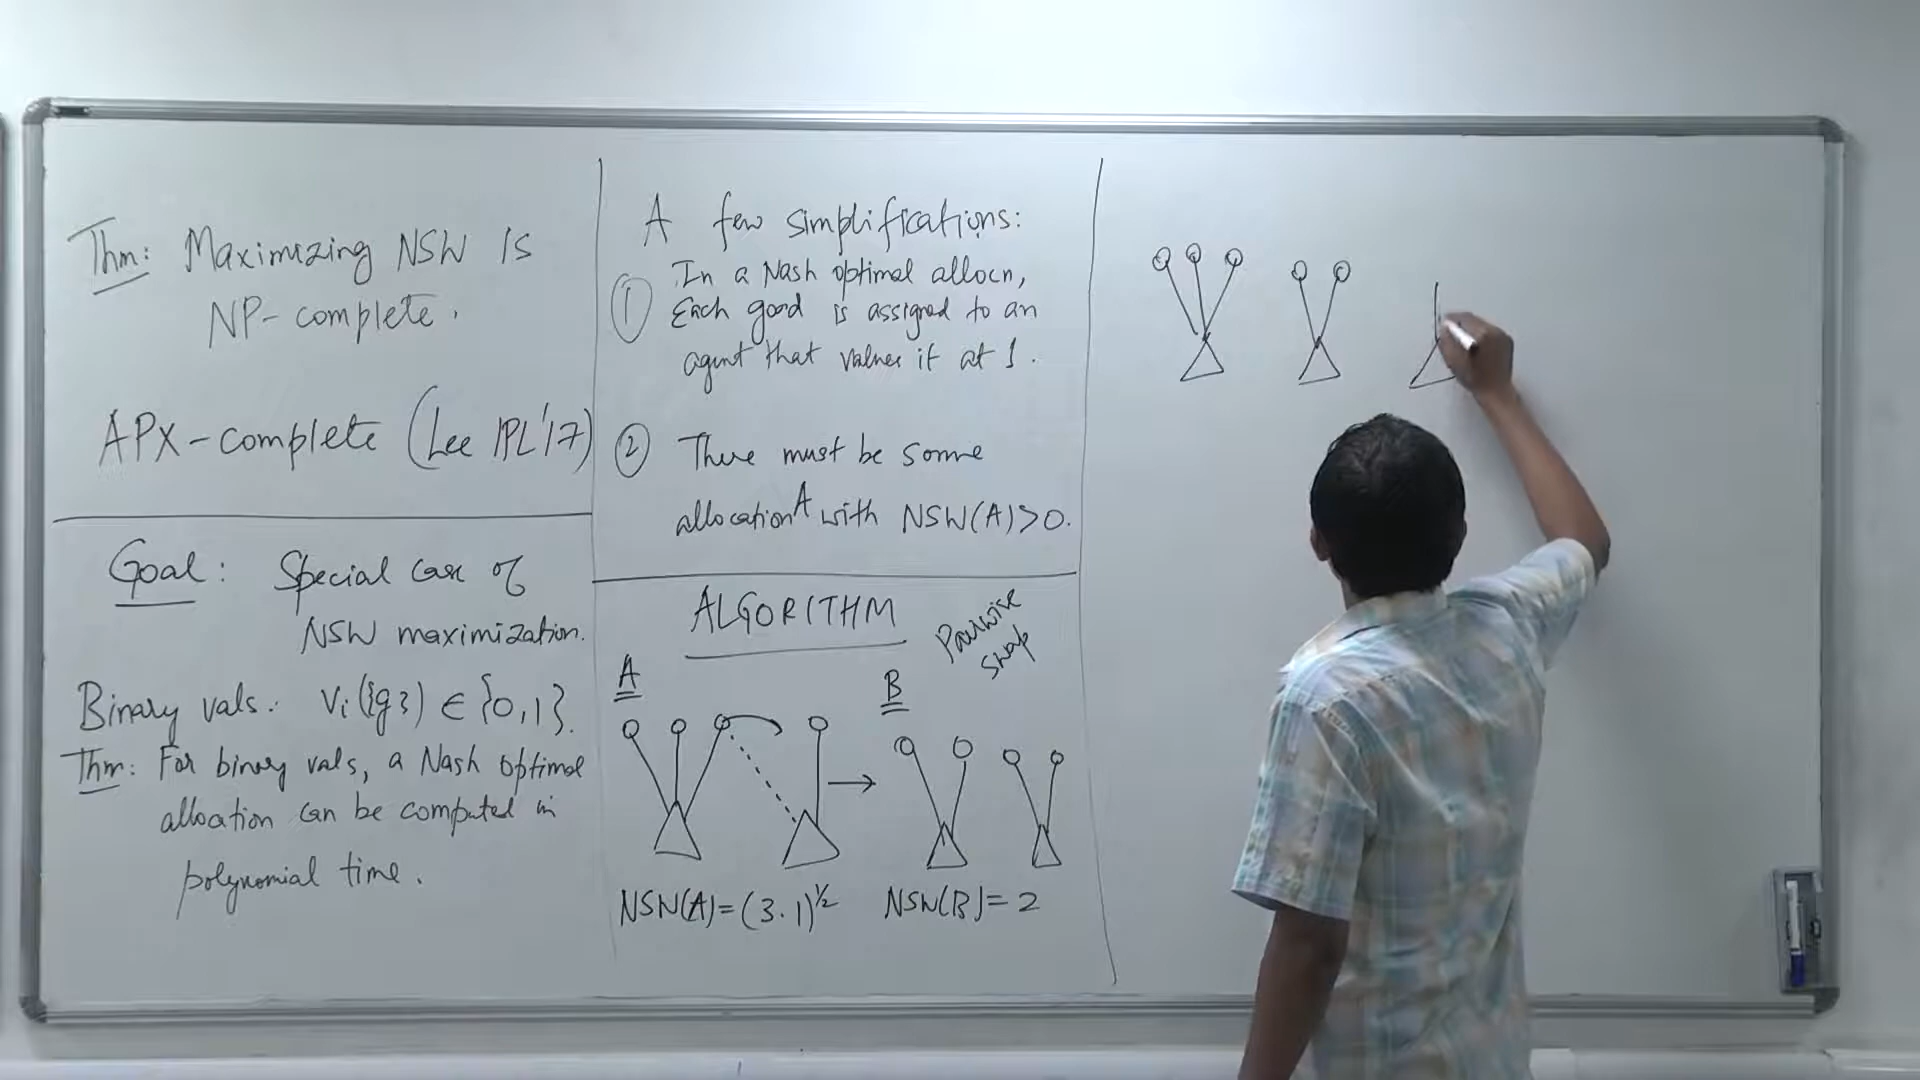 Thm: Maximizing NSW is
NP-complete.
APX-complete (Lee IPL'17)
Goal: Special case of
NSW maximization.
Binary vals: vi({g}) ∈ {0,1}.
Thm: For binary vals, a Nash optimal
allocation can be computed in
polynomial time.
A few simplifications:
① In a Nash optimal allocn,
Each good is assigned to an
agent that values it at 1.
② There must be some
allocation A with NSW(A)>0.
ALGORITHM
Pairwise
swap
A
B
NSW(A)=(3.1)^1/2
NSW(B)=2